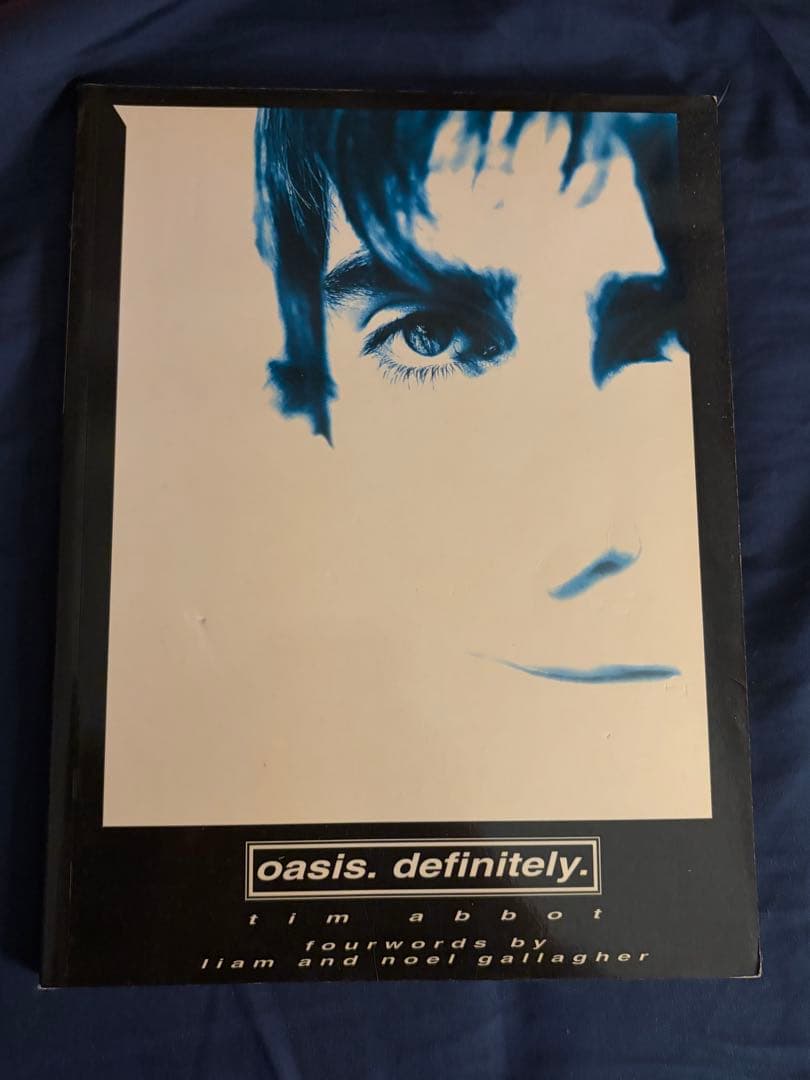 oasis. definitely.
tim abbot
fourwords by
liam and noel gallagher